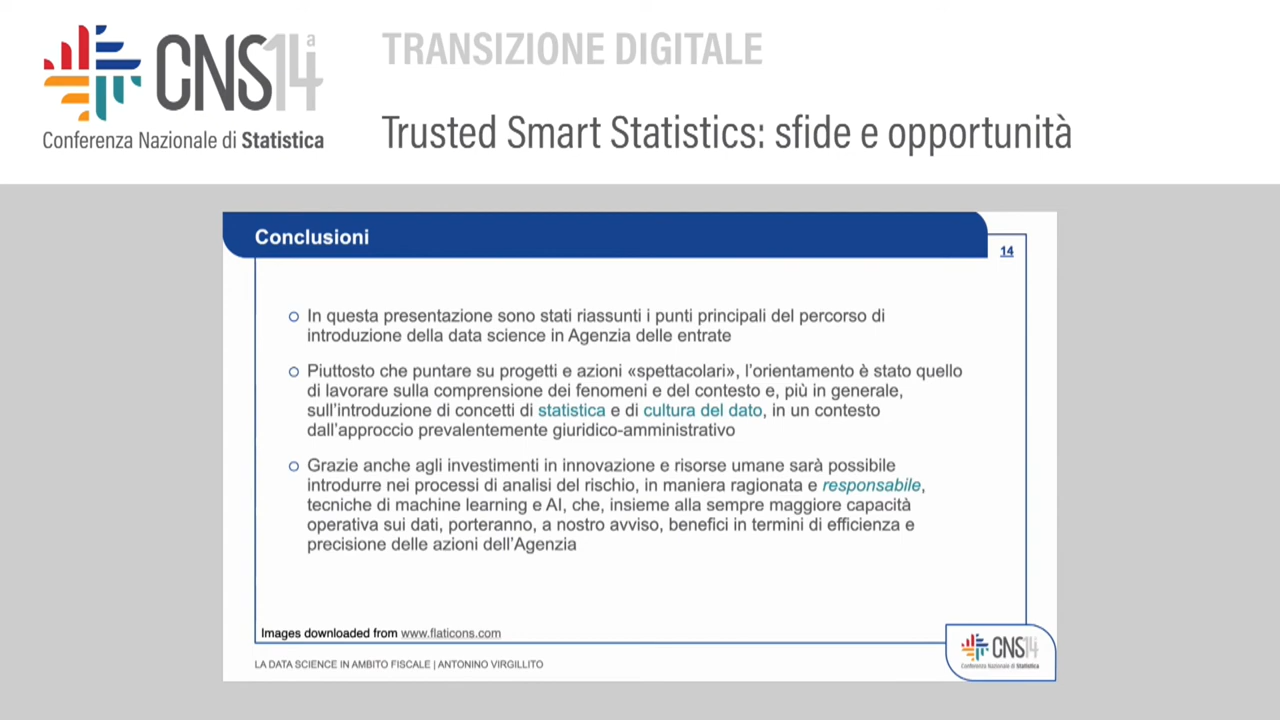 CNS14ª
Conferenza Nazionale di Statistica
TRANSIZIONE DIGITALE
Trusted Smart Statistics: sfide e opportunità
Conclusioni
14
In questa presentazione sono stati riassunti i punti principali del percorso di
introduzione della data science in Agenzia delle entrate
Piuttosto che puntare su progetti e azioni «spettacolari», l’orientamento è stato quello
di lavorare sulla comprensione dei fenomeni e del contesto e, più in generale,
sull’introduzione di concetti di statistica e di cultura del dato, in un contesto
dall’approccio prevalentemente giuridico-amministrativo
Grazie anche agli investimenti in innovazione e risorse umane sarà possibile
introdurre nei processi di analisi del rischio, in maniera ragionata e responsabile,
tecniche di machine learning e AI, che, insieme alla sempre maggiore capacità
operativa sui dati, porteranno, a nostro avviso, benefici in termini di efficienza e
precisione delle azioni dell’Agenzia
Images downloaded from www.flaticons.com
LA DATA SCIENCE IN AMBITO FISCALE | ANTONINO VIRGILLITO
CNS14ª
Conferenza Nazionale di Statistica